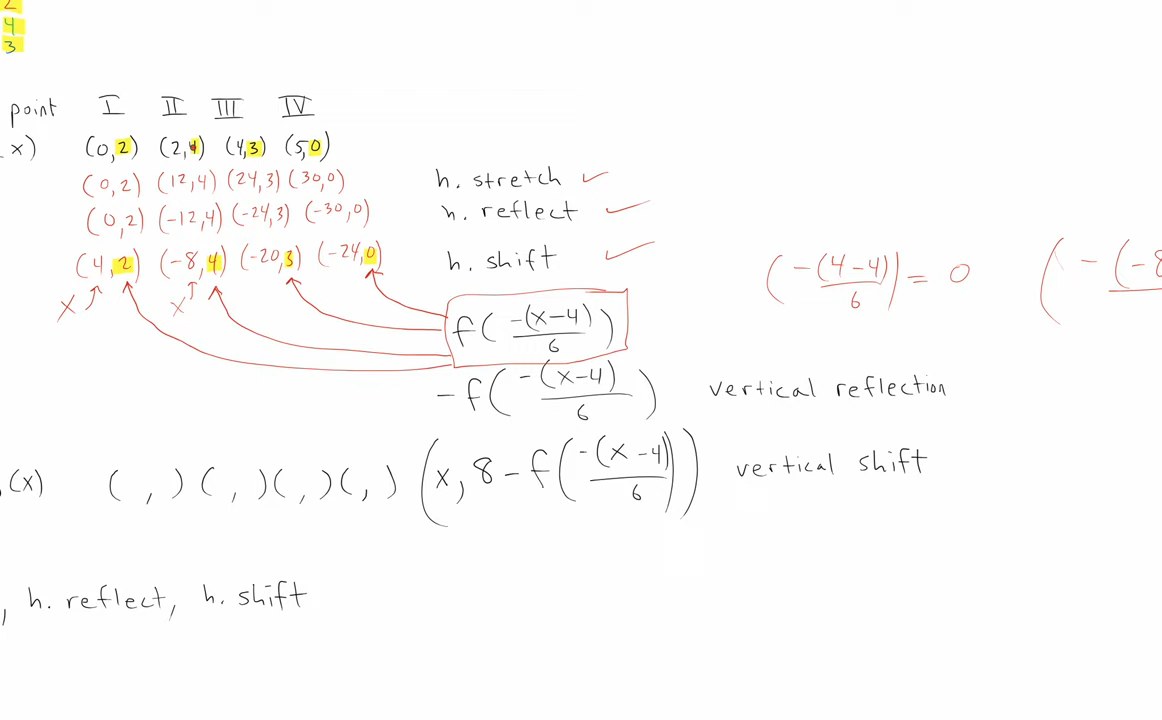 2
4
3
point I II III IV
x) (0,2) (2,4) (4,3) (5,0)
(0,2) (12,4) (24,3) (30,0) h. stretch ✓
(0,2) (-12,4) (-24,3) (-30,0) h. reflect ✓
(4,2) (-8,4) (-20,3) (-24,0) h. shift ✓
x x
(-(4-4)/6) = 0 (-(-8
f(-(x-4)/6)
-f(-(x-4)/6) vertical reflection
(x) ( , ) ( , ) ( , ) ( , ) (x, 8 - f(-(x-4)/6)) vertical shift
, h. reflect, h. shift